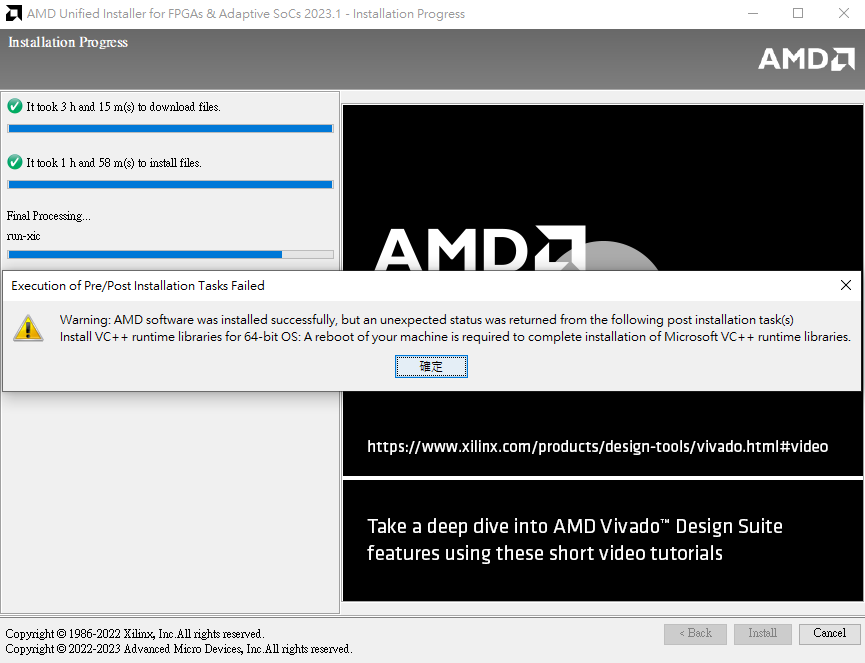 AMD Unified Installer for FPGAs & Adaptive SoCs 2023.1 - Installation Progress
Installation Progress
AMD
It took 3 h and 15 m(s) to download files.
It took 1 h and 58 m(s) to install files.
Final Processing...
run-xic
AMD
Execution of Pre/Post Installation Tasks Failed
Warning: AMD software was installed successfully, but an unexpected status was returned from the following post installation task(s)
Install VC++ runtime libraries for 64-bit OS: A reboot of your machine is required to complete installation of Microsoft VC++ runtime libraries.
確定
https://www.xilinx.com/products/design-tools/vivado.html#video
Take a deep dive into AMD Vivado™ Design Suite
features using these short video tutorials
Copyright © 1986-2022 Xilinx, Inc.All rights reserved.
Copyright © 2022-2023 Advanced Micro Devices, Inc.All rights reserved.
< Back
Install
Cancel